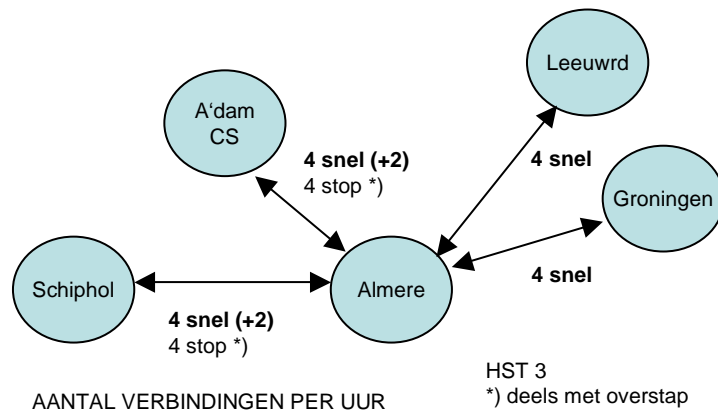 Leeuwrd
A'dam
CS
4 snel (+2)
4 stop *)
4 snel
Groningen
Schiphol
Almere
4 snel
4 snel (+2)
4 stop *)
HST 3
*) deels met overstap
AANTAL VERBINDINGEN PER UUR